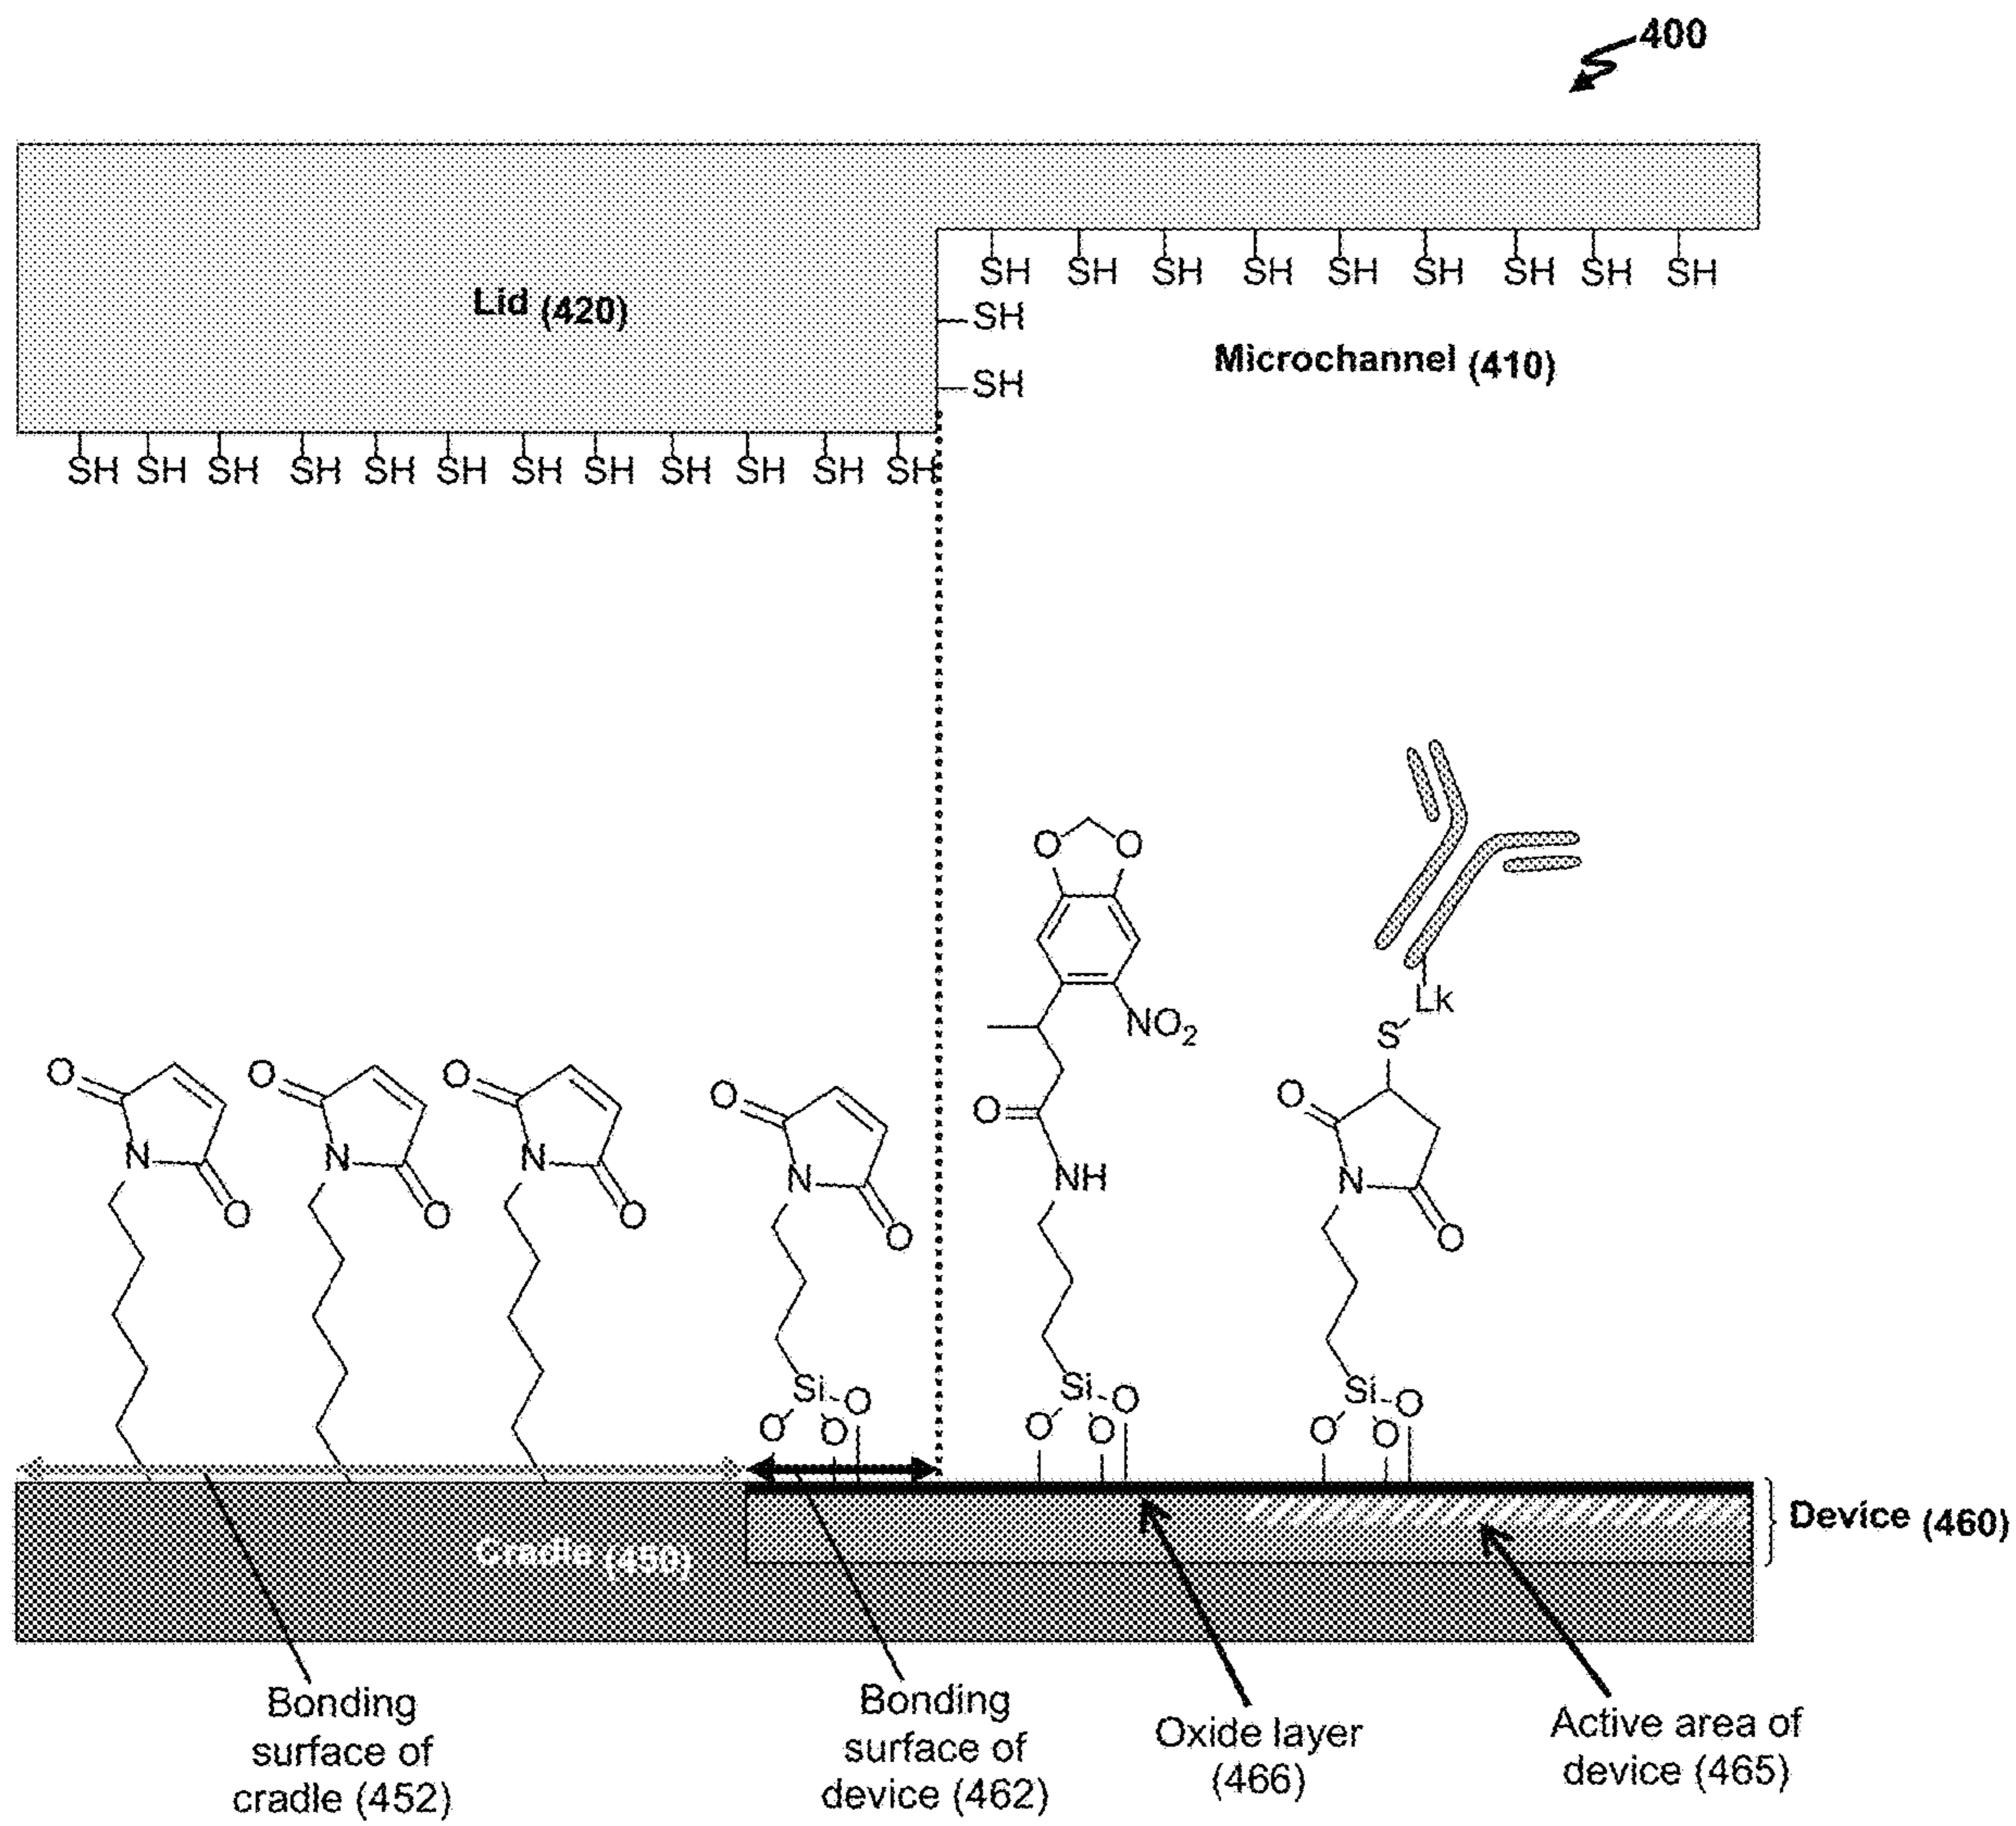 400
SH SH SH SH SH SH SH SH SH
Lid (420)
SH
Microchannel (410)
SH
SH SH SH SH SH SH SH SH SH SH SH SH
O O
NO2
Lk
S
O O O O O O
N N N N NH N
O O O O O
Si Si Si
O O O O O O O O O
Cradle (450)
Device (460)
Bonding
surface of
cradle (452)
Bonding
surface of
device (462)
Oxide layer
(466)
Active area of
device (465)